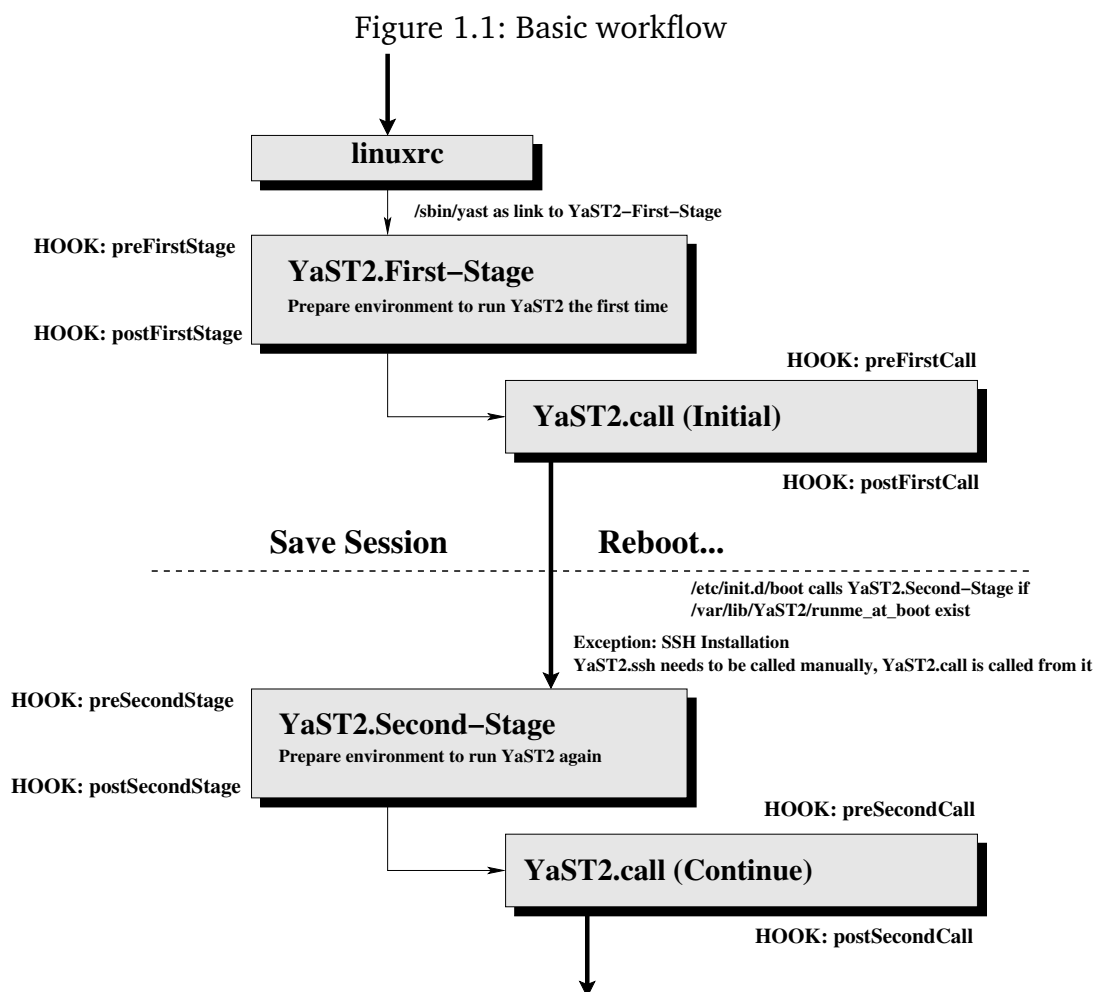 Figure 1.1: Basic workflow
linuxrc
/sbin/yast as link to YaST2−First−Stage
HOOK: preFirstStage
YaST2.First−Stage
Prepare environment to run YaST2 the first time
HOOK: postFirstStage
HOOK: preFirstCall
YaST2.call (Initial)
HOOK: postFirstCall
Save Session
Reboot...
/etc/init.d/boot calls YaST2.Second−Stage if
/var/lib/YaST2/runme_at_boot exist
Exception: SSH Installation
YaST2.ssh needs to be called manually, YaST2.call is called from it
HOOK: preSecondStage
YaST2.Second−Stage
Prepare environment to run YaST2 again
HOOK: postSecondStage
HOOK: preSecondCall
YaST2.call (Continue)
HOOK: postSecondCall